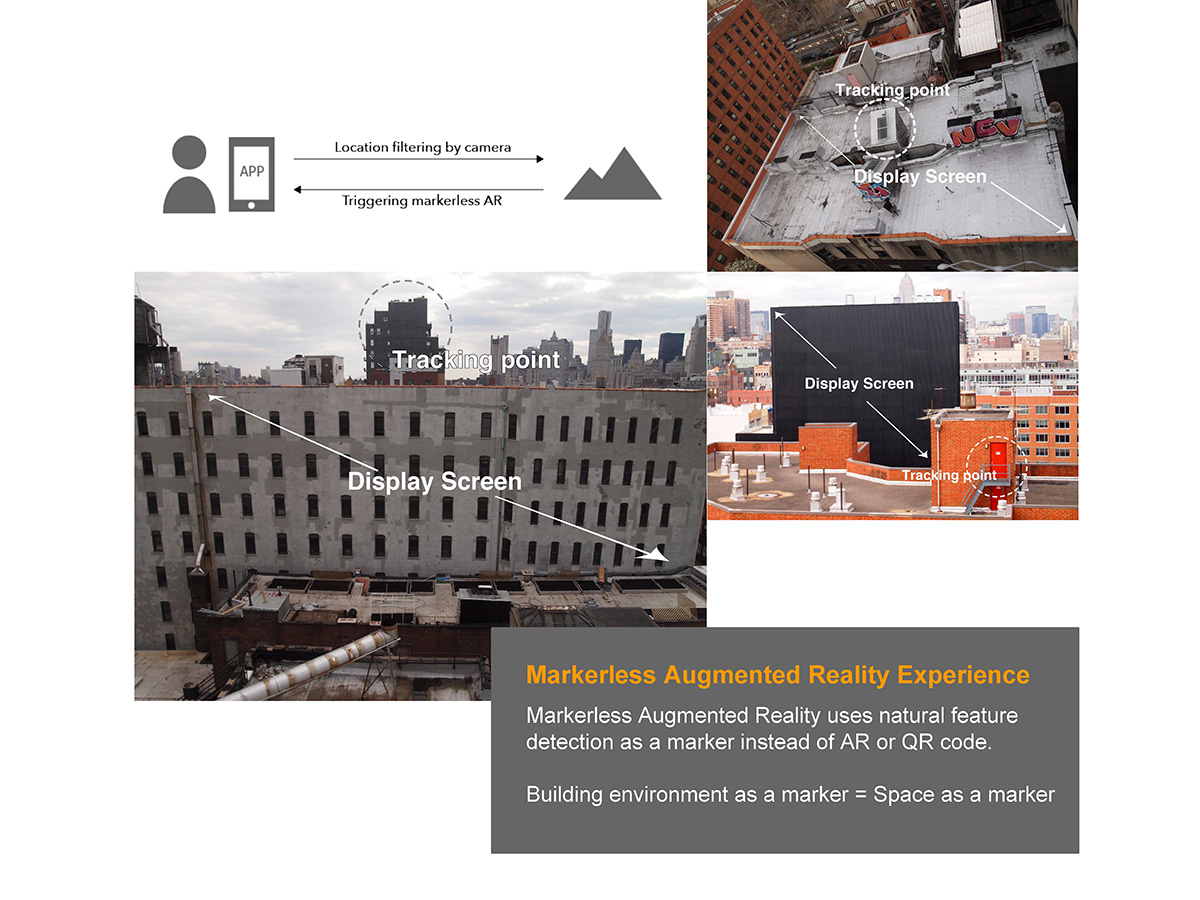 Location filtering by camera
APP
Triggering markerless AR
Tracking point
NEV
Display Screen
Tracking point
Display Screen
Display Screen
Tracking point
Markerless Augmented Reality Experience
Markerless Augmented Reality uses natural feature
detection as a marker instead of AR or QR code.
Building environment as a marker = Space as a marker